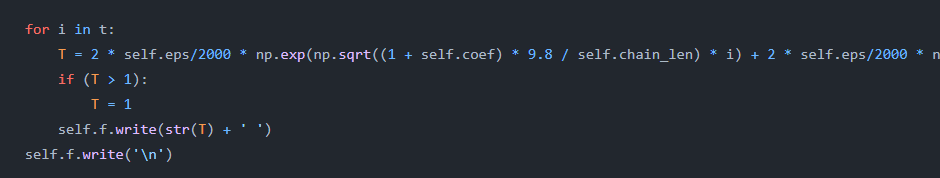 for i in t:
T = 2 * self.eps/2000 * np.exp(np.sqrt((1 + self.coef) * 9.8 / self.chain_len) * i) + 2 * self.eps/2000 * n
if (T > 1):
T = 1
self.f.write(str(T) + ' ')
self.f.write('\n')